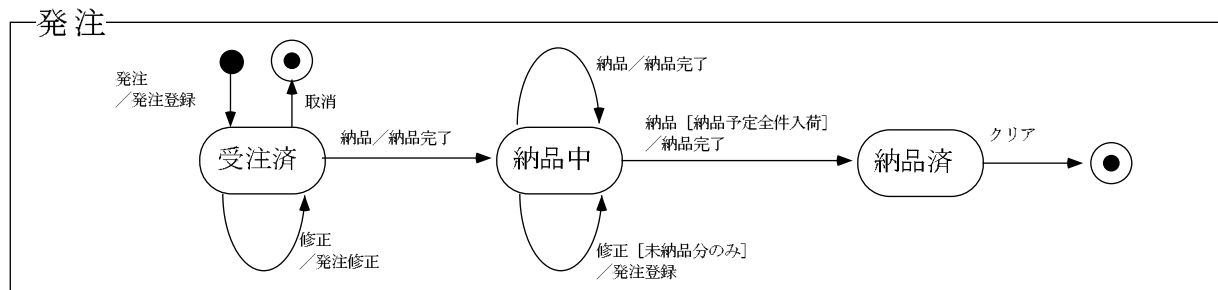 発注
発注
／発注登録
取消
受注済
納品／納品完了
修正
／発注修正
納品／納品完了
納品中
納品［納品予定全件入荷］
／納品完了
修正［未納品分のみ］
／発注登録
納品済
クリア